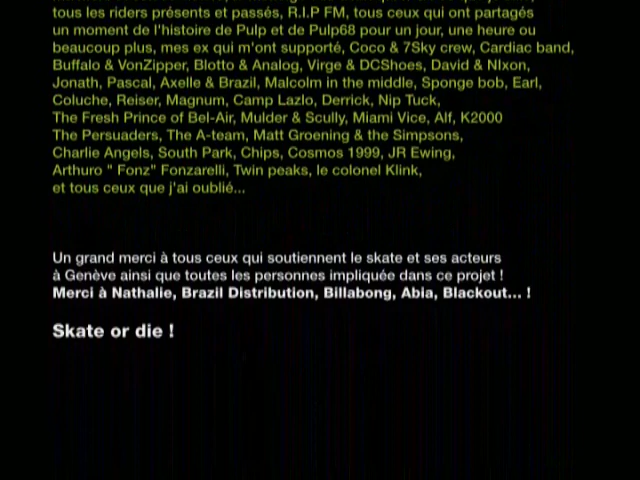 tous les riders présents et passés, R.I.P FM, tous ceux qui ont partagés
un moment de l'histoire de Pulp et de Pulp68 pour un jour, une heure ou
beaucoup plus, mes ex qui m'ont supporté, Coco & 7Sky crew, Cardiac band,
Buffalo & VonZipper, Blotto & Analog, Virge & DCShoes, David & NIxon,
Jonath, Pascal, Axelle & Brazil, Malcolm in the middle, Sponge bob, Earl,
Coluche, Reiser, Magnum, Camp Lazlo, Derrick, Nip Tuck,
The Fresh Prince of Bel-Air, Mulder & Scully, Miami Vice, Alf, K2000
The Persuaders, The A-team, Matt Groening & the Simpsons,
Charlie Angels, South Park, Chips, Cosmos 1999, JR Ewing,
Arthuro " Fonz" Fonzarelli, Twin peaks, le colonel Klink,
et tous ceux que j'ai oublié...
Un grand merci à tous ceux qui soutiennent le skate et ses acteurs
à Genève ainsi que toutes les personnes impliquée dans ce projet !
Merci à Nathalie, Brazil Distribution, Billabong, Abia, Blackout... !
Skate or die !